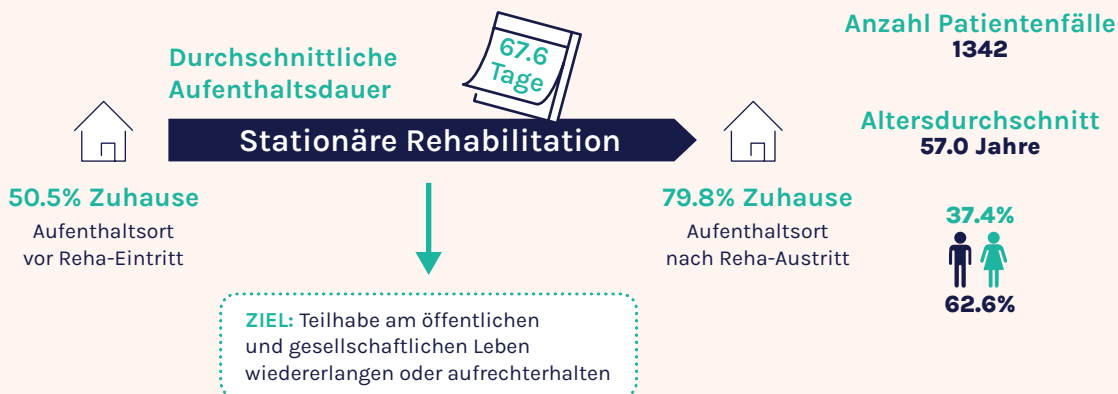 Durchschnittliche
Aufenthaltsdauer
67.6
Tage
Stationäre Rehabilitation
50.5% Zuhause
Aufenthaltsort
vor Reha-Eintritt
79.8% Zuhause
Aufenthaltsort
nach Reha-Austritt
ZIEL: Teilhabe am öffentlichen
und gesellschaftlichen Leben
wiedererlangen oder aufrechterhalten
Anzahl Patientenfälle
1342
Altersdurchschnitt
57.0 Jahre
37.4%
62.6%